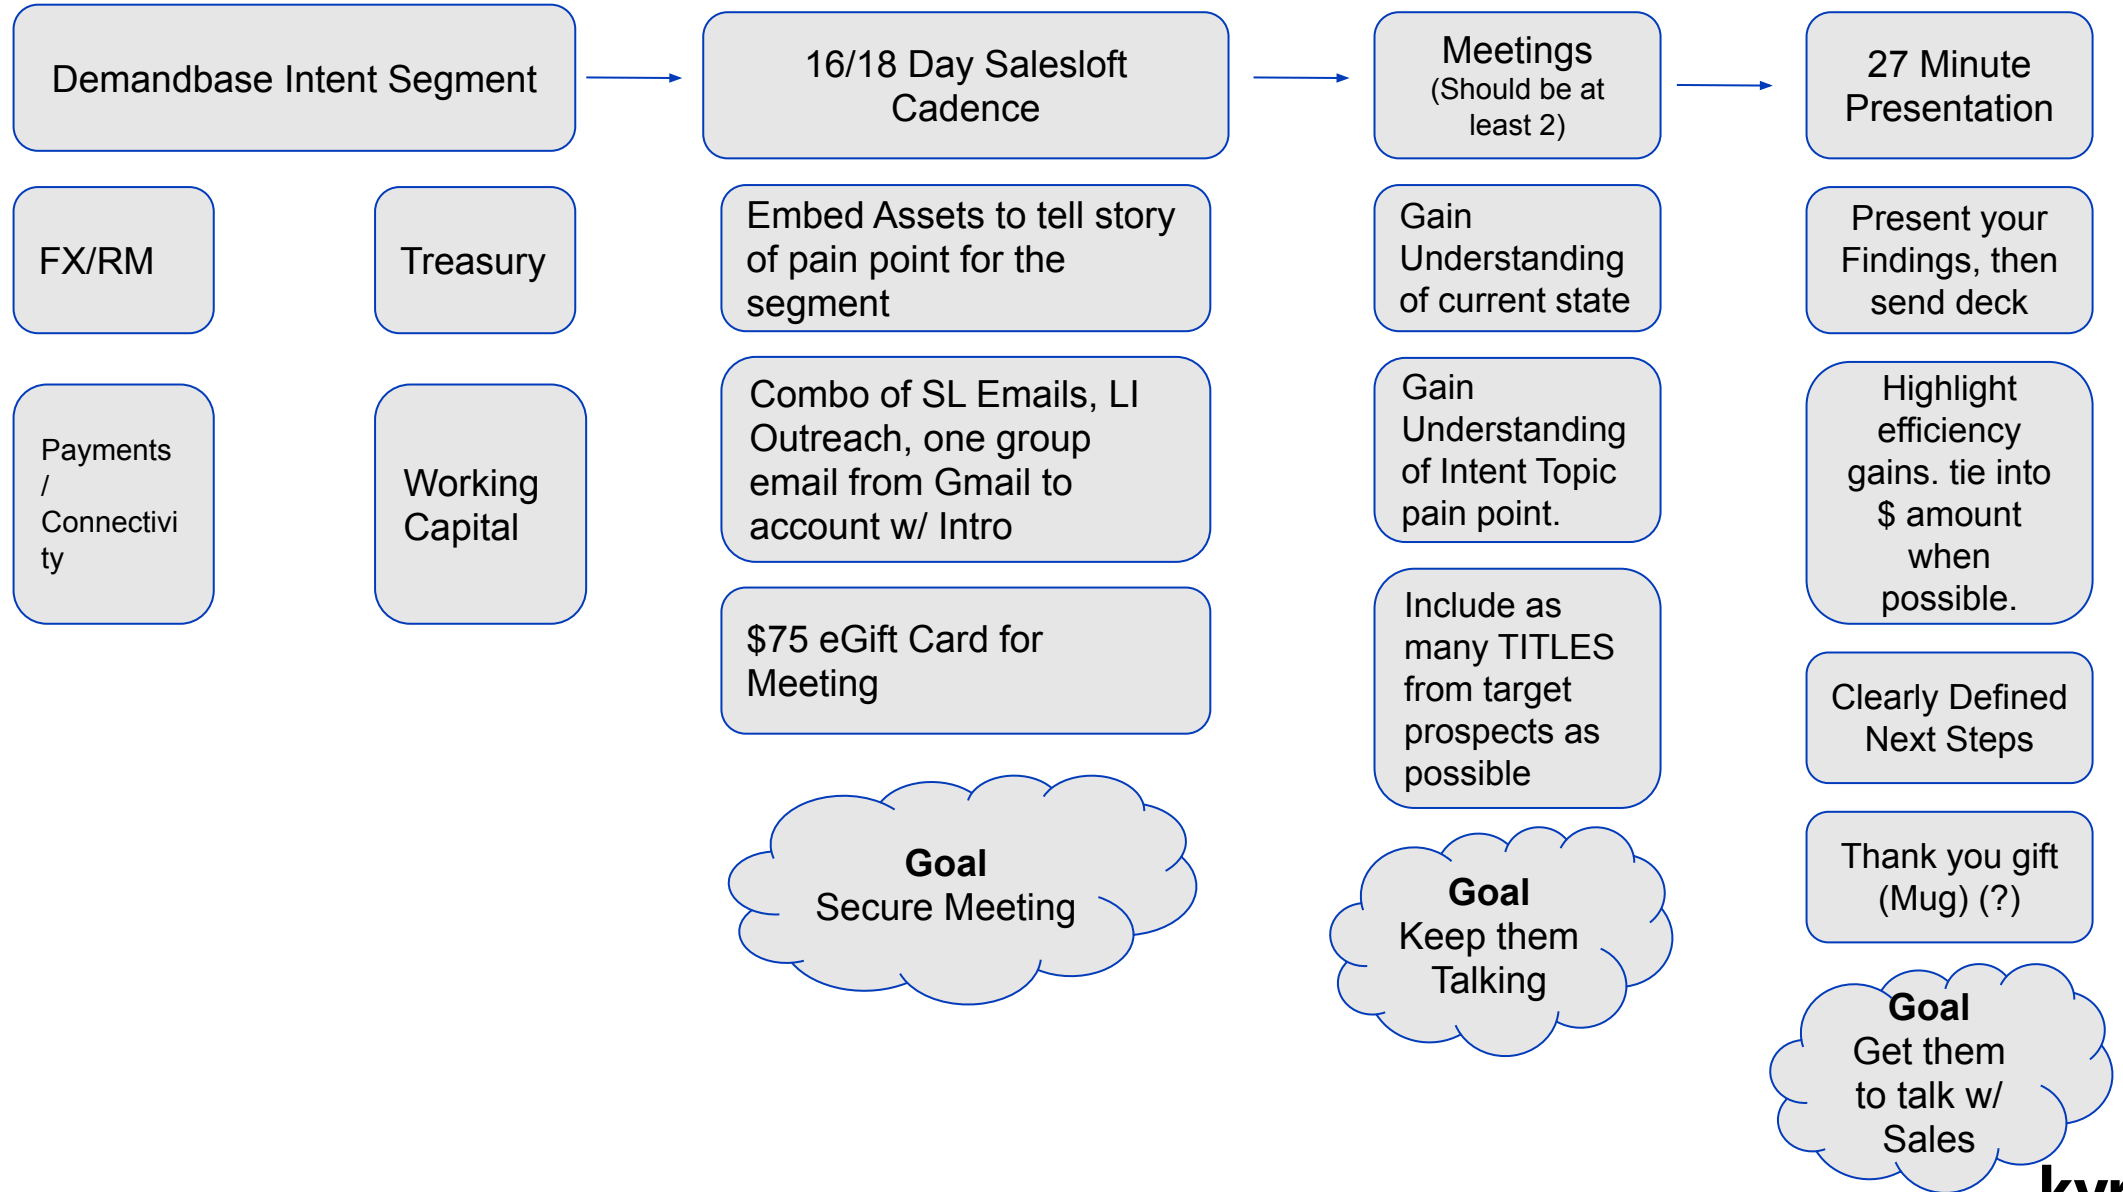 Demandbase Intent Segment
16/18 Day Salesloft
Cadence
Meetings
(Should be at
least 2)
27 Minute
Presentation
FX/RM
Treasury
Payments
/
Connectivi
ty
Working
Capital
Embed Assets to tell story
of pain point for the
segment
Combo of SL Emails, LI
Outreach, one group
email from Gmail to
account w/ Intro
$75 eGift Card for
Meeting
Goal
Secure Meeting
Gain
Understanding
of current state
Gain
Understanding
of Intent Topic
pain point.
Include as
many TITLES
from target
prospects as
possible
Goal
Keep them
Talking
Present your
Findings, then
send deck
Highlight
efficiency
gains. tie into
$ amount
when
possible.
Clearly Defined
Next Steps
Thank you gift
(Mug) (?)
Goal
Get them
to talk w/
Sales